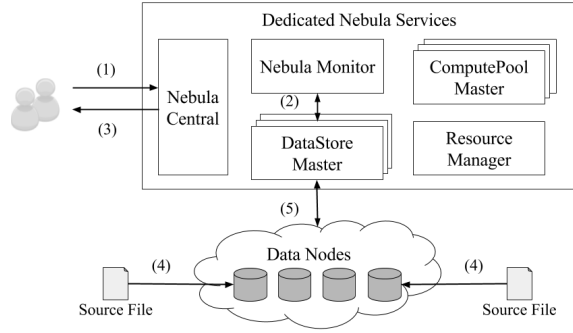 Dedicated Nebula Services
(1)
(3)
Nebula
Central
Nebula Monitor
(2)
DataStore
Master
ComputePool
Master
Resource
Manager
(5)
Data Nodes
(4)
Source File
(4)
Source File